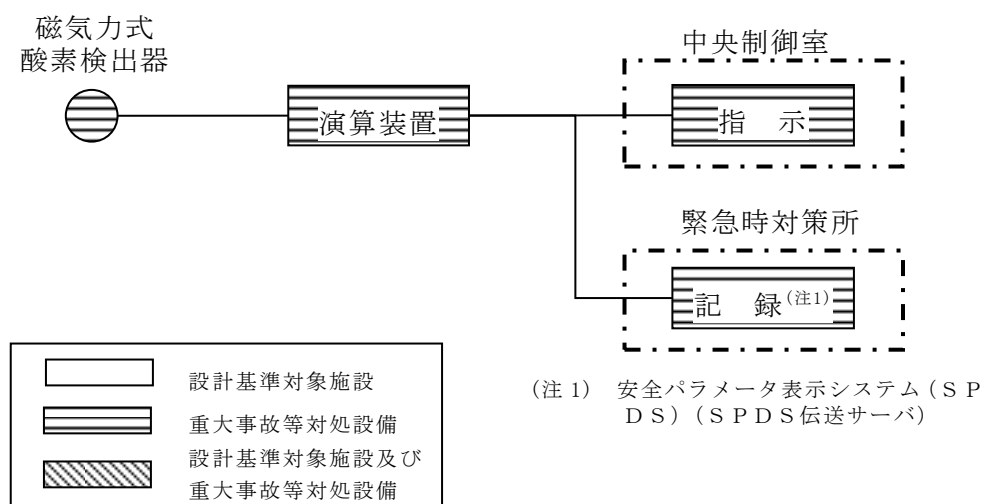 磁気力式
酸素検出器
演算装置
中央制御室
指　示
緊急時対策所
記　録(注1)
設計基準対象施設
重大事故等対処設備
設計基準対象施設及び
重大事故等対処設備
(注1)　安全パラメータ表示システム(ＳＰ
ＤＳ)(ＳＰＤＳ伝送サーバ)